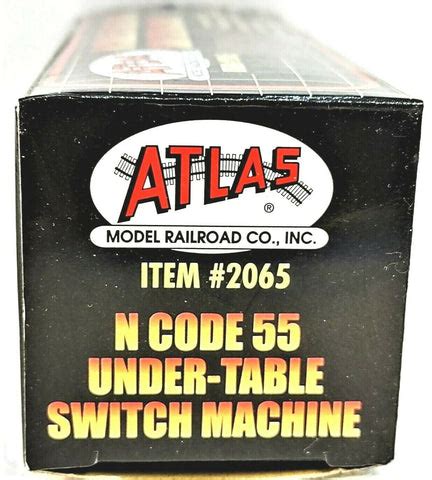 ATLAS
®
MODEL RAILROAD CO., INC.
ITEM #2065
N CODE 55
UNDER-TABLE
SWITCH MACHINE